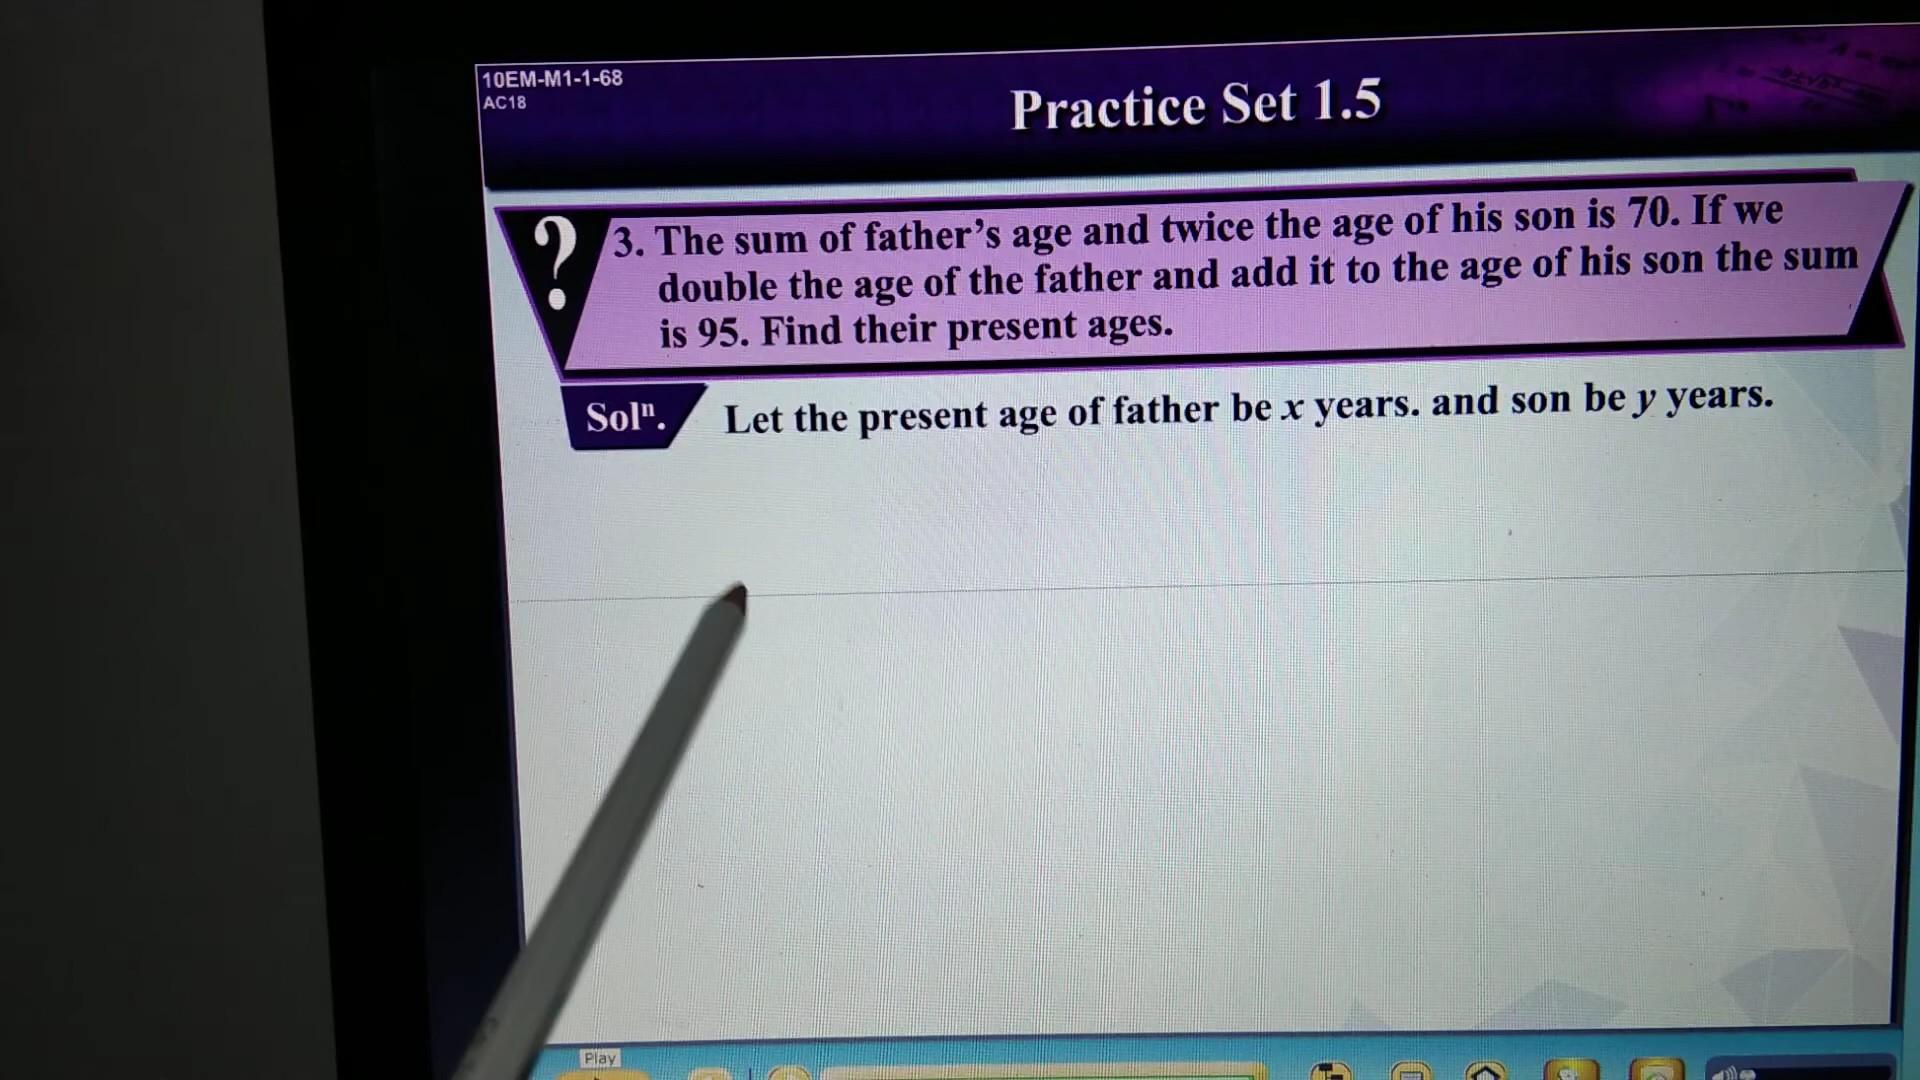 10EM-M1-1-68
AC18
Practice Set 1.5
?
3. The sum of father's age and twice the age of his son is 70. If we
double the age of the father and add it to the age of his son the sum
is 95. Find their present ages.
Solⁿ. Let the present age of father be x years. and son be y years.
Play